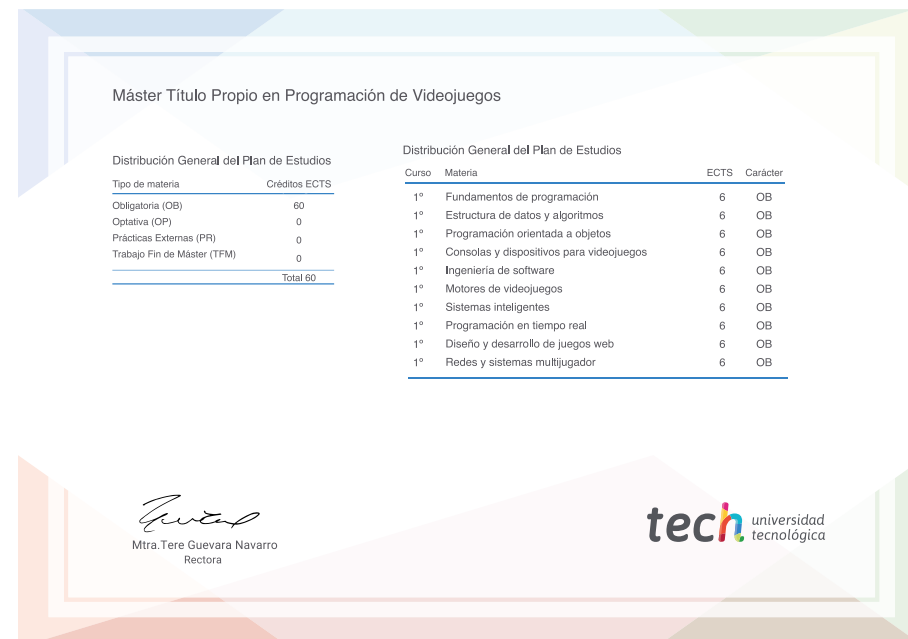 Máster Título Propio en Programación de Videojuegos
Distribución General del Plan de Estudios
Tipo de materia Créditos ECTS
Obligatoria (OB) 60
Optativa (OP) 0
Prácticas Externas (PR) 0
Trabajo Fin de Máster (TFM) 0
Total 60
Distribución General del Plan de Estudios
Curso Materia ECTS Carácter
1º Fundamentos de programación 6 OB
1º Estructura de datos y algoritmos 6 OB
1º Programación orientada a objetos 6 OB
1º Consolas y dispositivos para videojuegos 6 OB
1º Ingeniería de software 6 OB
1º Motores de videojuegos 6 OB
1º Sistemas inteligentes 6 OB
1º Programación en tiempo real 6 OB
1º Diseño y desarrollo de juegos web 6 OB
1º Redes y sistemas multijugador 6 OB
Mtra.Tere Guevara Navarro
Rectora
tech universidad
tecnológica